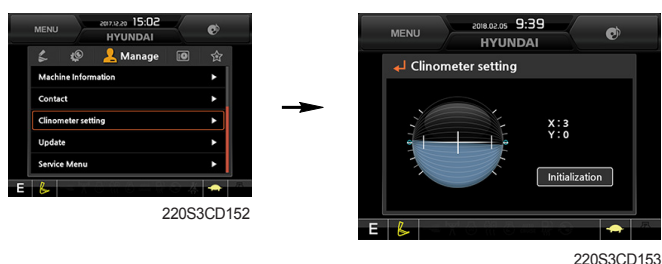 MENU
2017.12.20 15:02
HYUNDAI
Manage
Machine Information
Contact
Clinometer setting
Update
Service Menu
E
220S3CD152
MENU
2018.02.05 9:39
HYUNDAI
Clinometer setting
X : 3
Y : 0
Initialization
E
220S3CD153